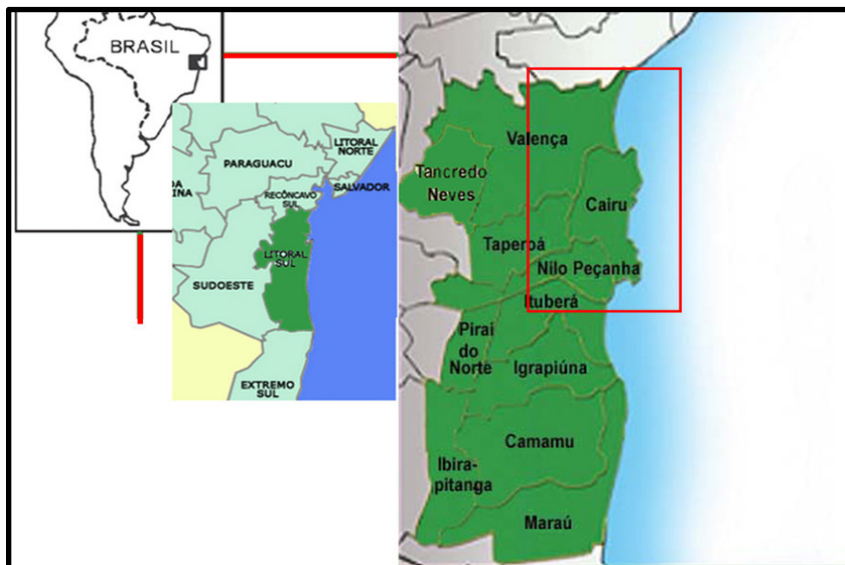 BRASIL
PARAGUACU
LITORAL
NORTE
SALVADOR
RECÔNCAVO
SUL
LITORAL
SUL
SUDOESTE
EXTREMO
SUL
Valença
Tancredo
Neves
Cairu
Taperoá
Nilo Peçanha
Ituberá
Pirai
do
Norte
Igrapiúna
Camamu
Ibira-
pitanga
Maraú